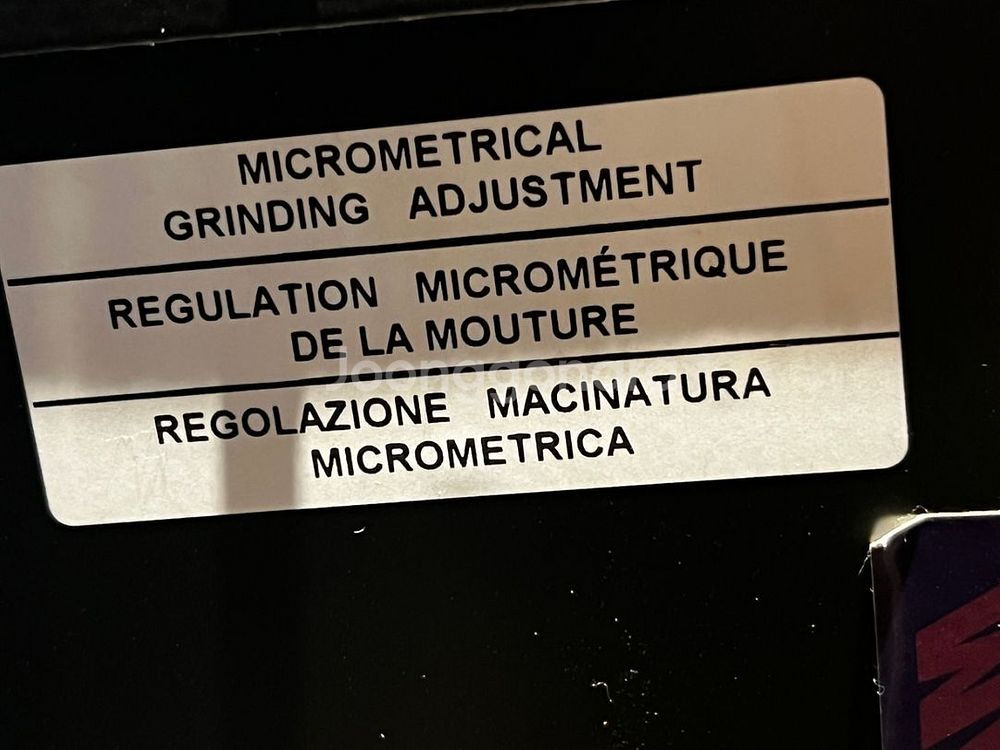 MICROMETRICAL
GRINDING ADJUSTMENT
REGULATION MICROMÉTRIQUE
DE LA MOUTURE
REGOLAZIONE MACINATURA
MICROMETRICA